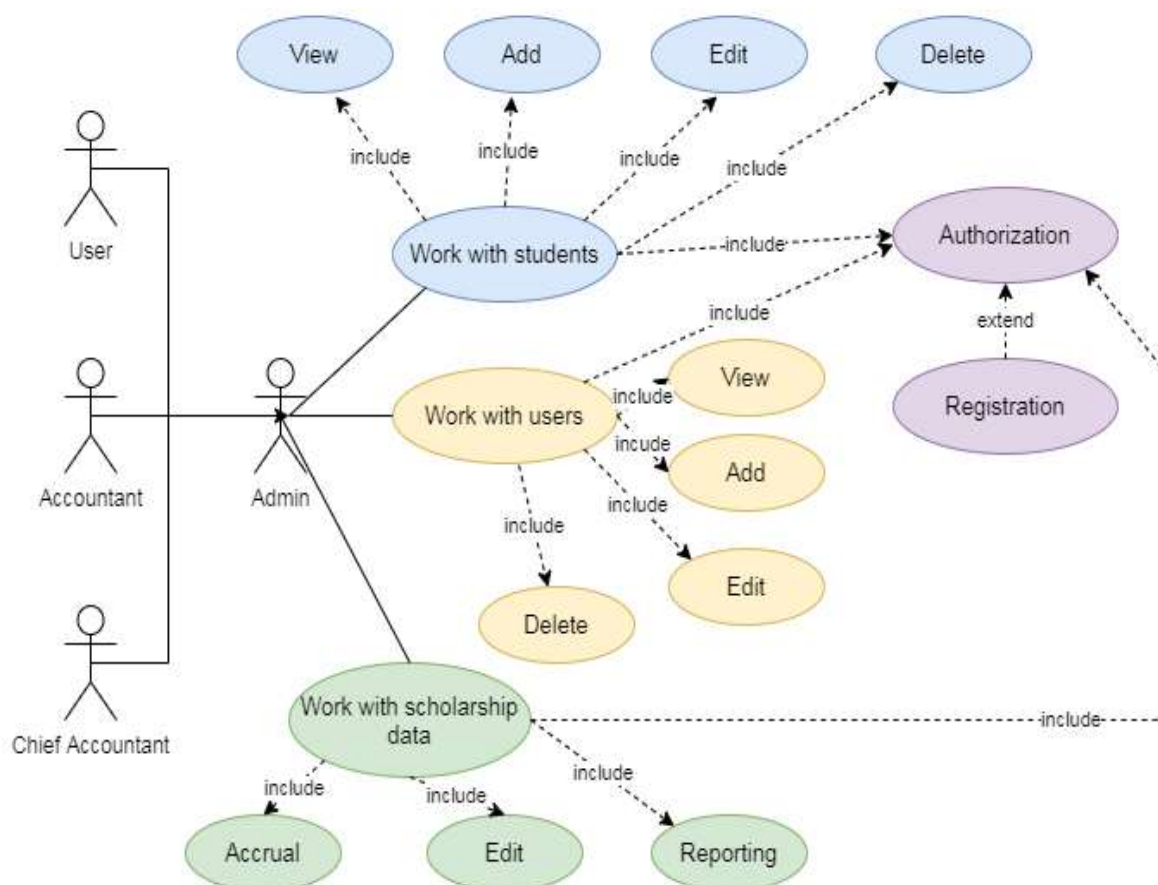 View
Add
Edit
Delete
include
include
include
include
User
Work with students
include
Authorization
include
extend
View
include
Work with users
Registration
incude
Add
Accountant
Admin
include
include
Edit
Delete
Work with scholarship
data
include
Chief Accountant
include
include
include
Accrual
Edit
Reporting